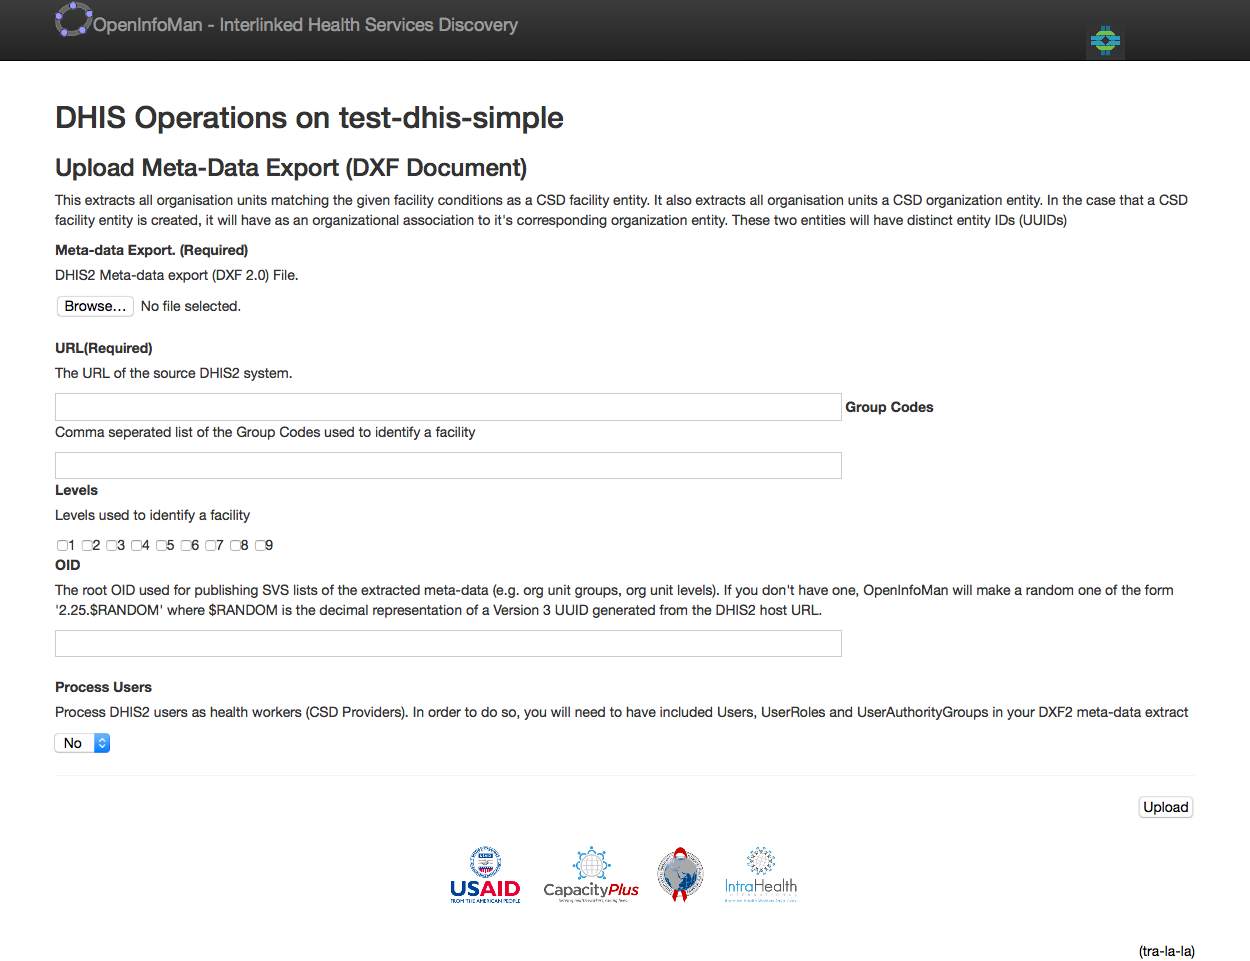 OpenInfoMan - Interlinked Health Services Discovery
DHIS Operations on test-dhis-simple
Upload Meta-Data Export (DXF Document)
This extracts all organisation units matching the given facility conditions as a CSD facility entity. It also extracts all organisation units a CSD organization entity. In the case that a CSD
facility entity is created, it will have as an organizational association to it's corresponding organization entity. These two entities will have distinct entity IDs (UUIDs)
Meta-data Export. (Required)
DHIS2 Meta-data export (DXF 2.0) File.
Browse... No file selected.
URL(Required)
The URL of the source DHIS2 system.
Group Codes
Comma seperated list of the Group Codes used to identify a facility
Levels
Levels used to identify a facility
1 2 3 4 5 6 7 8 9
OID
The root OID used for publishing SVS lists of the extracted meta-data (e.g. org unit groups, org unit levels). If you don't have one, OpenInfoMan will make a random one of the form
'2.25.$RANDOM' where $RANDOM is the decimal representation of a Version 3 UUID generated from the DHIS2 host URL.
Process Users
Process DHIS2 users as health workers (CSD Providers). In order to do so, you will need to have included Users, UserRoles and UserAuthorityGroups in your DXF2 meta-data extract
No
Upload
USAID
FROM THE AMERICAN PEOPLE
CapacityPlus
IntraHealth
(tra-la-la)